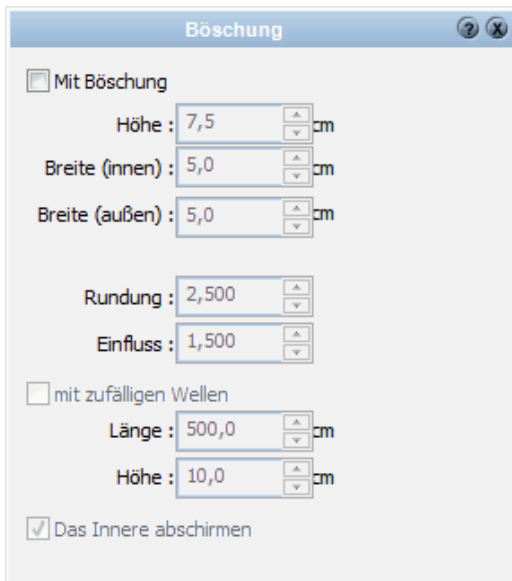 Böschung ? X
Mit Böschung
Höhe : 7,5 cm
Breite (innen) : 5,0 cm
Breite (außen) : 5,0 cm
Rundung : 2,500
Einfluss : 1,500
mit zufälligen Wellen
Länge : 500,0 cm
Höhe : 10,0 cm
Das Innere abschirmen